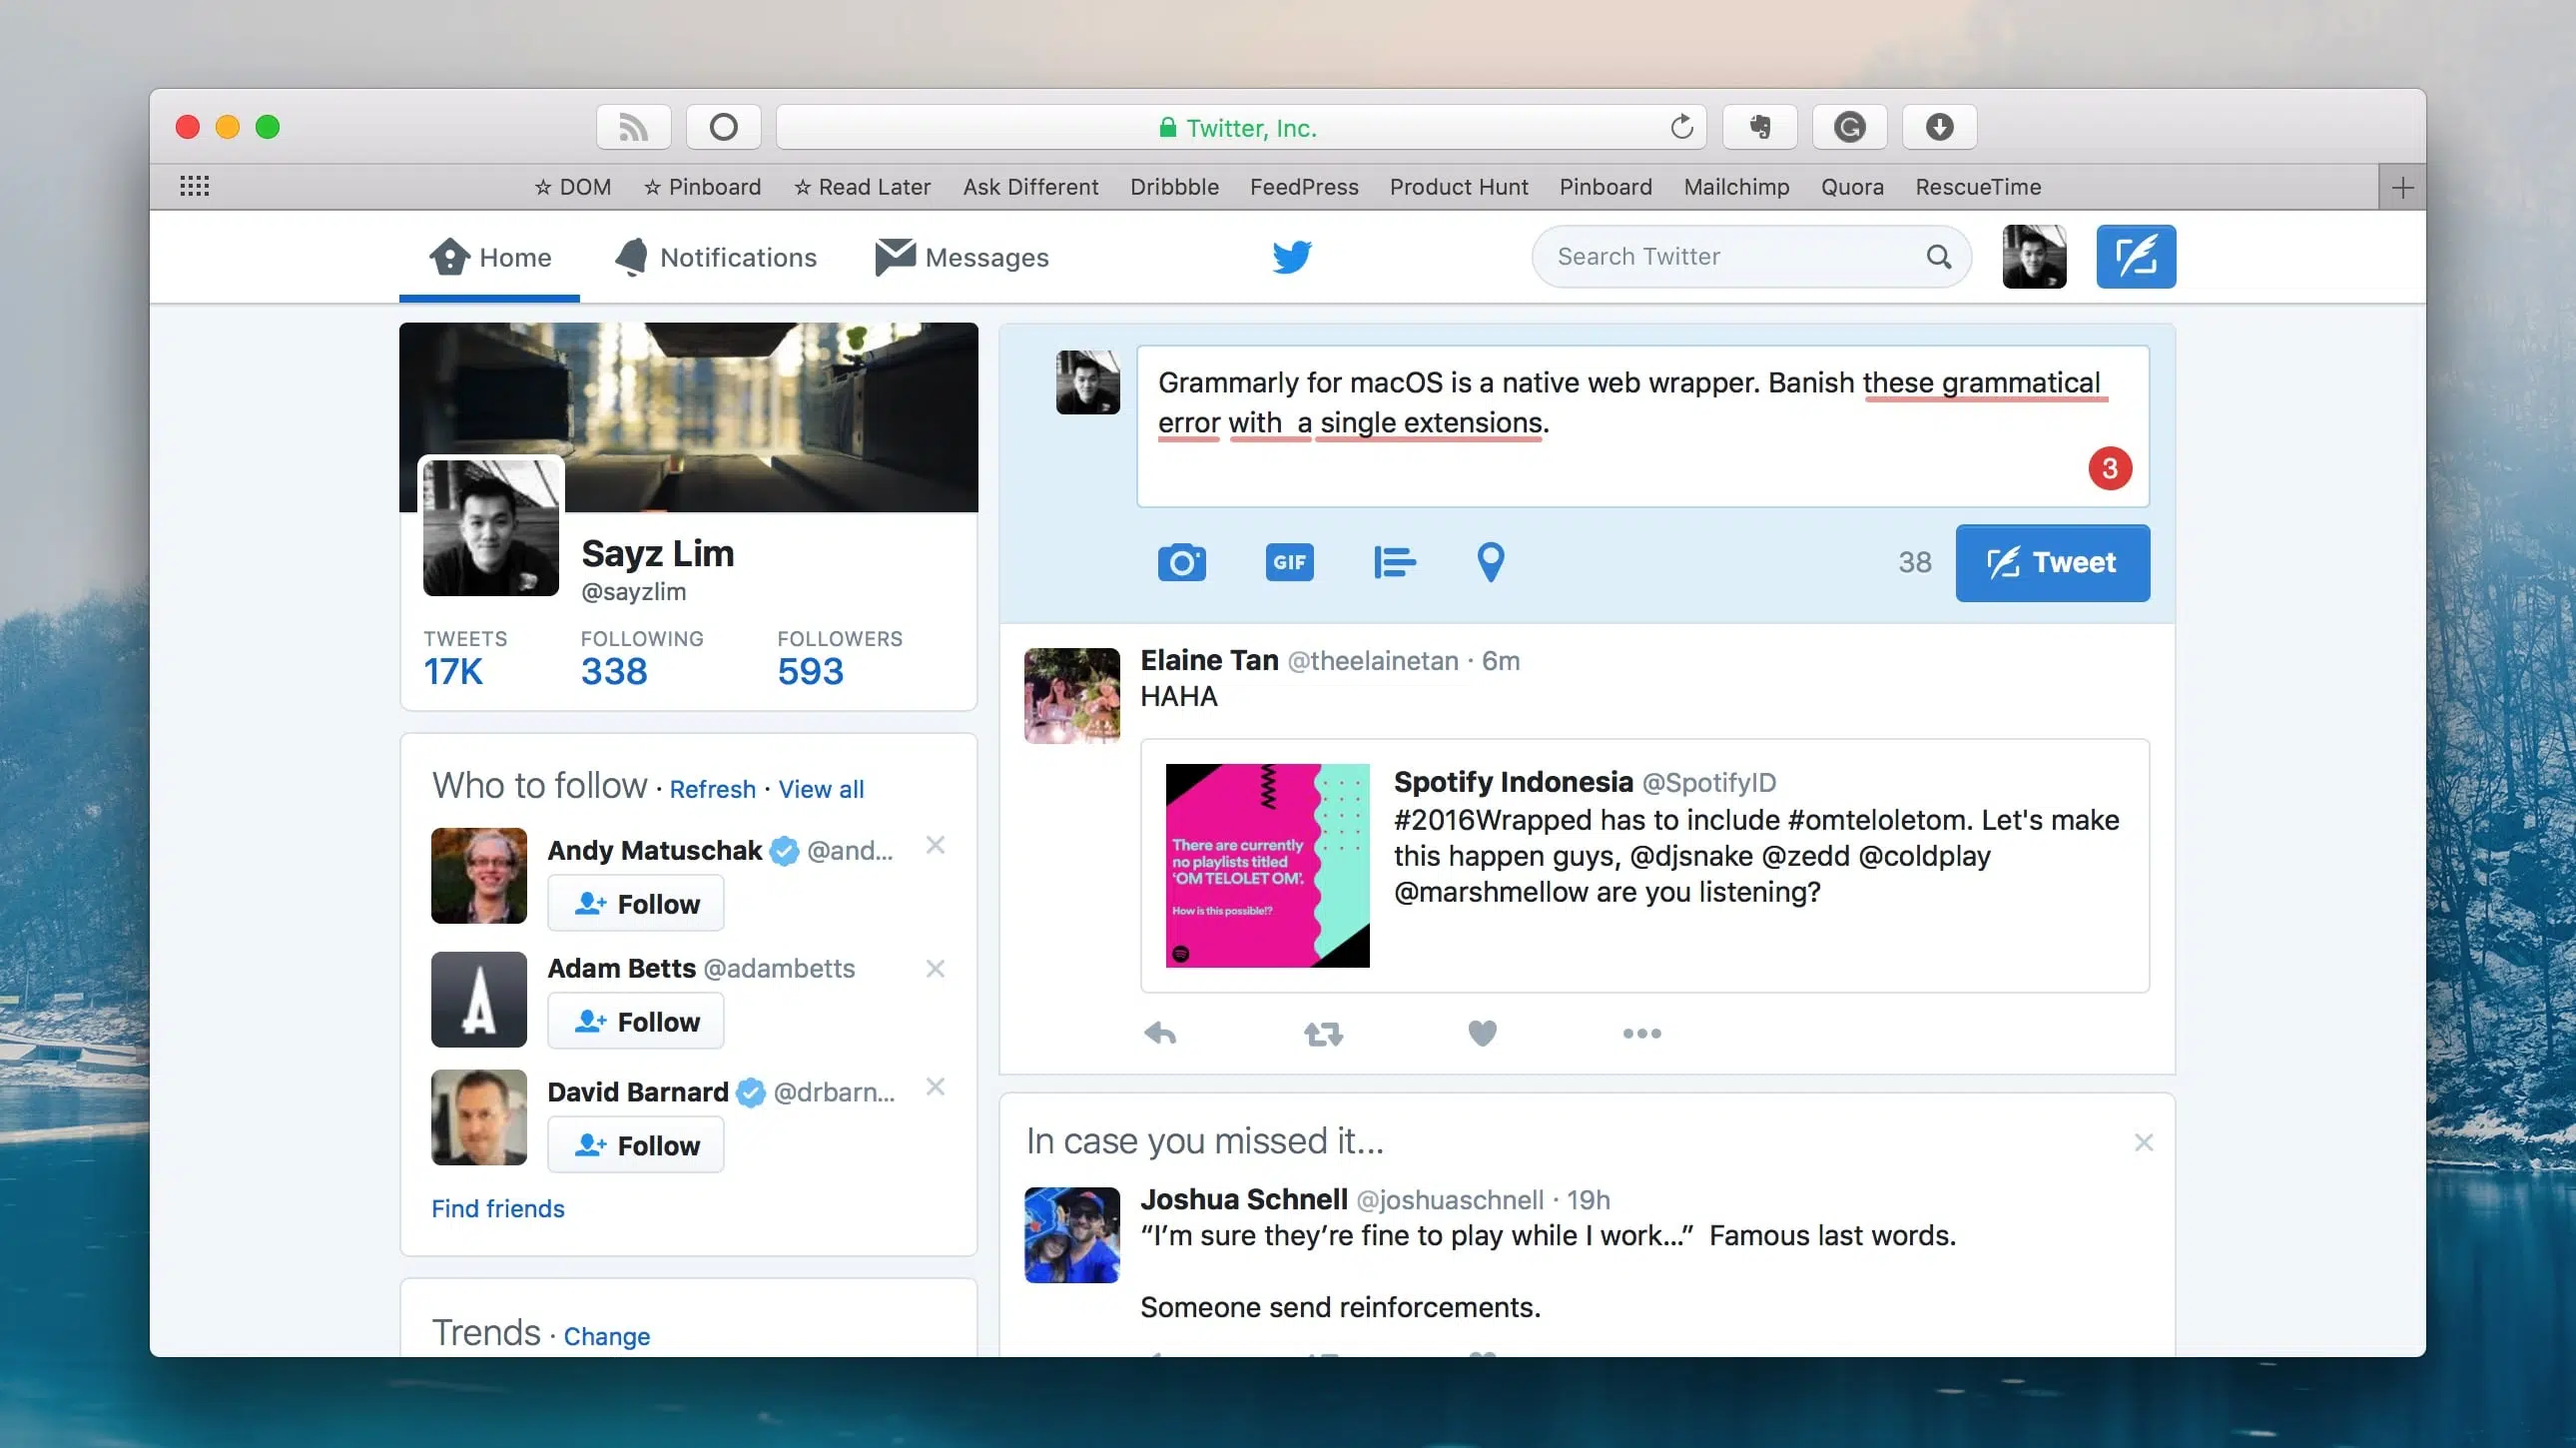 Twitter, Inc.
☆ DOM ☆ Pinboard ☆ Read Later Ask Different Dribbble FeedPress Product Hunt Pinboard Mailchimp Quora RescueTime
Home Notifications Messages
Search Twitter
Sayz Lim
@sayzlim
TWEETS FOLLOWING FOLLOWERS
17K 338 593
Who to follow · Refresh · View all
Andy Matuschak @and...
Follow
Adam Betts @adambetts
Follow
David Barnard @drbarn...
Follow
Find friends
Trends · Change
Grammarly for macOS is a native web wrapper. Banish these grammatical
error with  a single extensions.
3
GIF
38
Tweet
Elaine Tan @theelainetan · 6m
HAHA
There are currently
no playlists titled
'OM TELOLET OM'.
How is this possible!?
Spotify Indonesia @SpotifyID
#2016Wrapped has to include #omteloletom. Let's make
this happen guys, @djsnake @zedd @coldplay
@marshmellow are you listening?
In case you missed it...
Joshua Schnell @joshuaschnell · 19h
“I’m sure they’re fine to play while I work...”  Famous last words.
Someone send reinforcements.